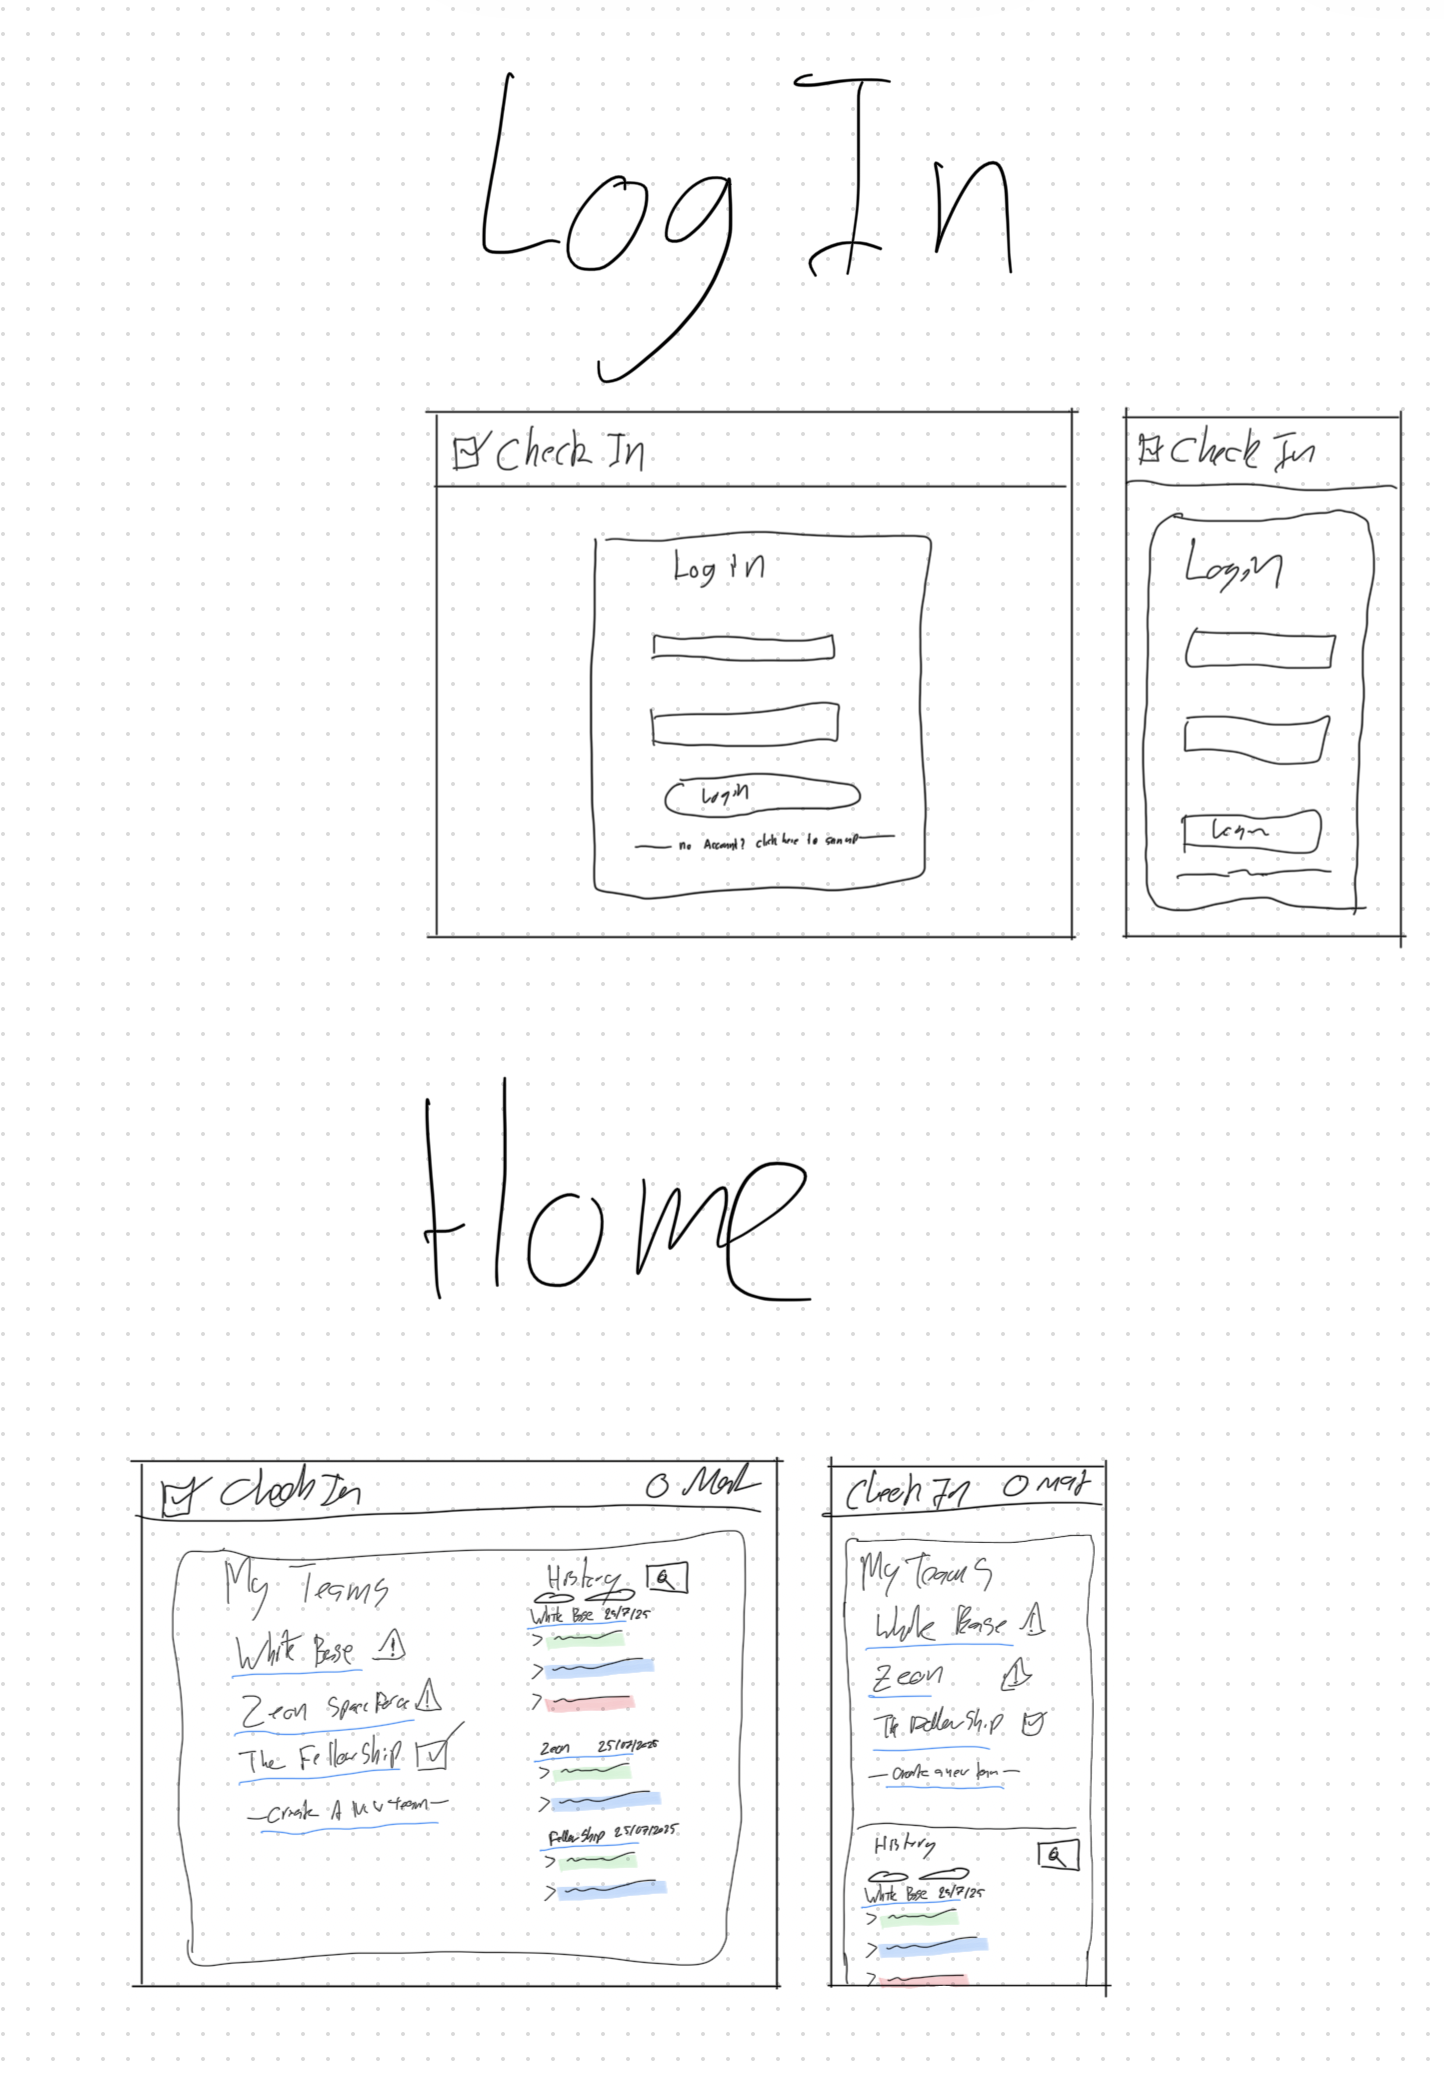 Log In
Check In
Log in
Login
no Account? click here to sign up
Check In
Login
Login
Home
Check In
My Teams
White Base
Zeon Space Force
The Fellowship
Create A New team
History
White Base 25/7/25
>
>
>
Zeon 25/07/2025
>
>
Fellowship 25/07/2025
>
>
Check In O Mat
My Teams
White Base
Zeon
The Fellowship
Create a new team
History
White Base 25/7/25
>
>
>